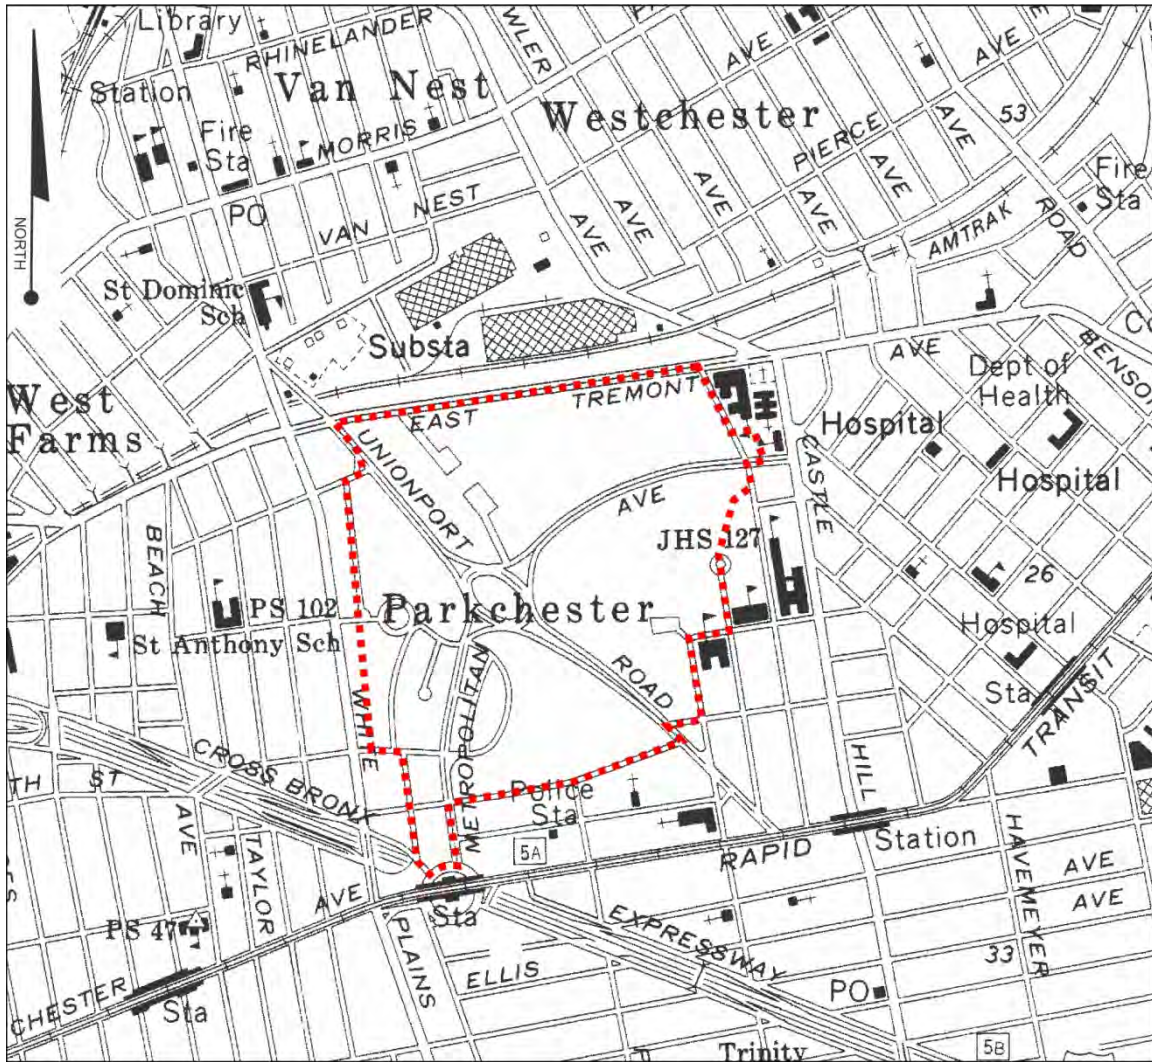 Library
RHINELANDER
WLER
AVE
AVE
Station
Van Nest
Westchester
AVE
53
Fire
Sta
MORRIS
PIERCE
AVE
AVE
Fire
Sta
NORTH
PO
VAN NEST
AVE
AVE
AVE
ROAD
AMTRAK
St Dominic
Sch
Substa
AVE
BENSON
Dept of
Health
West
Farms
EAST TREMONT
Hospital
UNIONPORT
CASTLE
Hospital
AVE
BEACH
JHS 127
26
PS 102
Parkchester
St Anthony Sch
Hospital
Sta
ROAD
TRANSIT
WHITE
METROPOLITAN
CROSS BRONX
TH ST
HILL
Police
Sta
AVE
TAYLOR
5A
RAPID
Station
HAVEMEYER
AVE
AVE
AVE
Sta
PS 47
PLAINS
EXPRESSWAY
ELLIS
33
CHESTER
Sta
PO
Trinity
5B